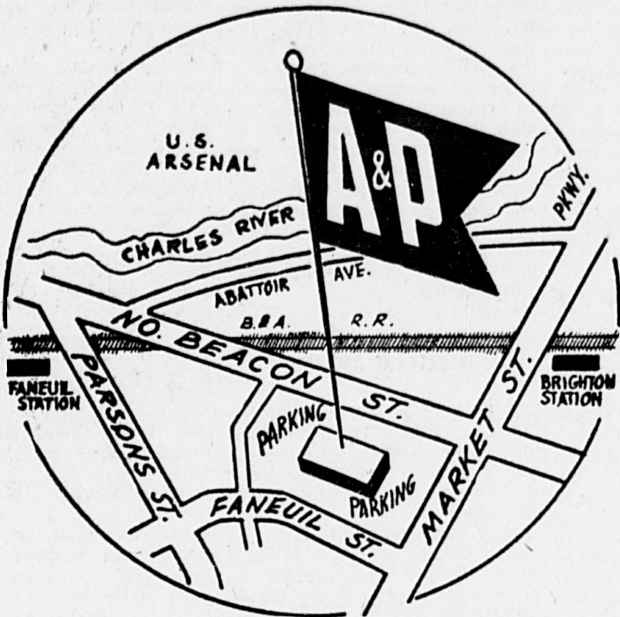 U.S.
ARSENAL
A&P
PKWY.
CHARLES RIVER
ABATTOIR AVE.
B.&A. R.R.
NO. BEACON ST.
FANEUIL
STATION
BRIGHTON
STATION
PARSONS ST.
MARKET ST.
PARKING
PARKING
FANEUIL ST.